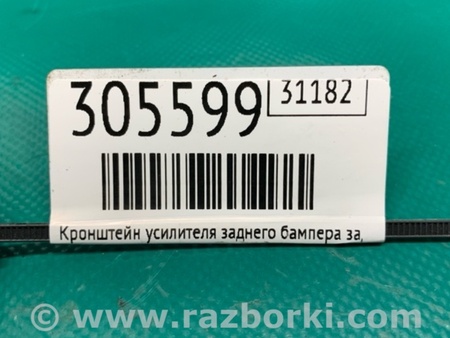 305599
31182
Кронштейн усилителя заднего бампера за,
www.razborki.com